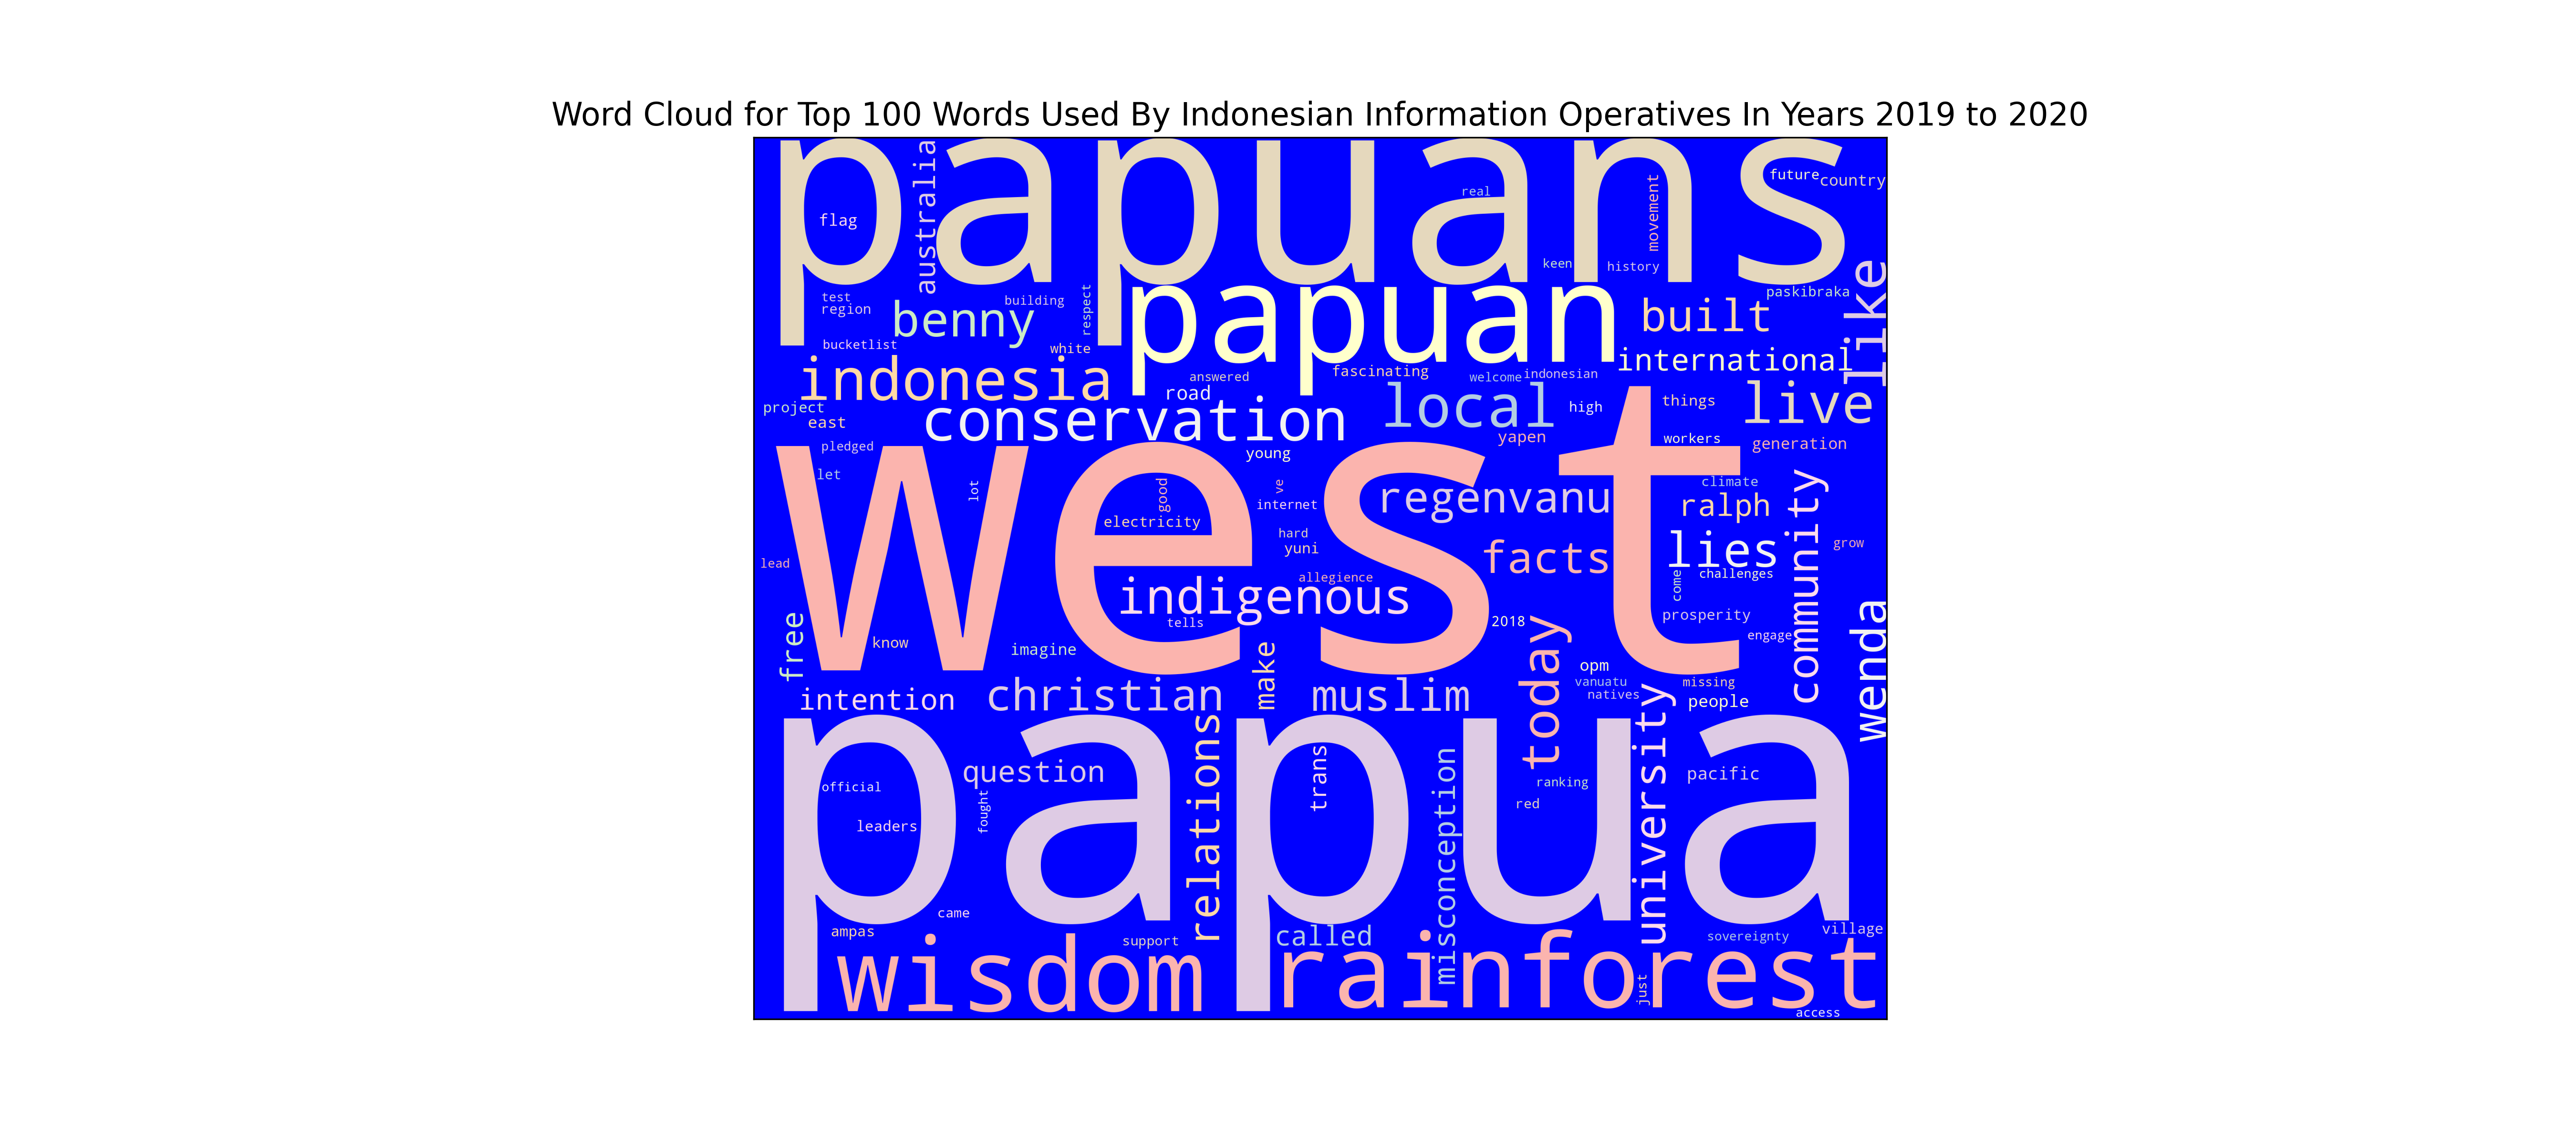 Word Cloud for Top 100 Words Used By Indonesian Information Operatives In Years 2019 to 2020
papuans
australia
real
movement
future
country
flag
keen
history
like
papuan
test
region
benny
building
respect
built
paskibraka
bucketlist
white
international
indonesia
answered
road
fascinating
welcome
indonesian
project
east
conservation
local
high
things
live
yapen
workers
generation
pledged
young
west
let
lot
good
ve
internet
electricity
regenvanu
climate
ralph
community
hard
yuni
facts
lies
grow
lead
allegience
come
challenges
indigenous
tells
2018
prosperity
engage
wenda
free
know
imagine
make
today
opm
vanuatu
natives
missing
people
intention
christian
muslim
university
papua
relations
question
trans
misconception
ranking
red
pacific
official
leaders
fought
came
ampas
support
called
sovereignty
village
wisdom
rainforest
just
access